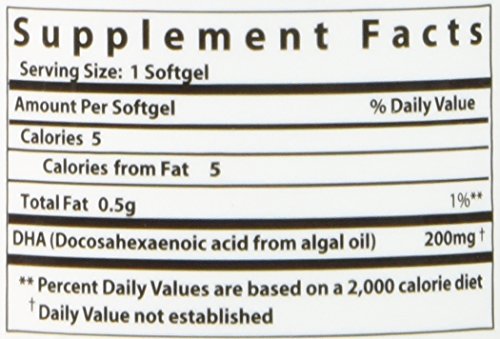 Supplement Facts
Serving Size: 1 Softgel
Amount Per Softgel % Daily Value
Calories 5
Calories from Fat 5
Total Fat 0.5g 1%**
DHA (Docosahexaenoic acid from algal oil) 200mg†
** Percent Daily Values are based on a 2,000 calorie diet
† Daily Value not established